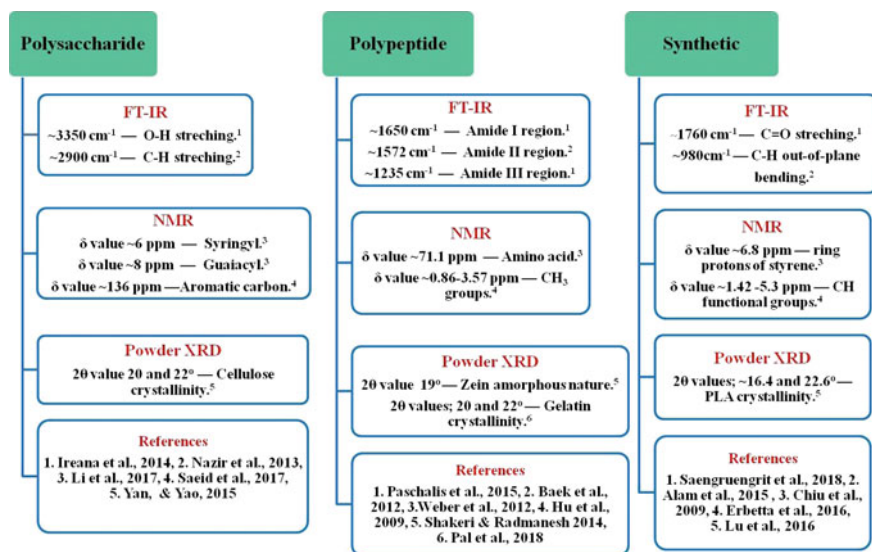 Polysaccharide
FT-IR
~3350 cm⁻¹ — O-H streching.¹
~2900 cm⁻¹ — C-H streching.²
NMR
δ value ~6 ppm — Syringyl.³
δ value ~8 ppm — Guaiacyl.³
δ value ~136 ppm —Aromatic carbon.⁴
Powder XRD
2θ value 20 and 22º — Cellulose
crystallinity.⁵
References
1. Ireana et al., 2014, 2. Nazir et al., 2013,
3. Li et al., 2017, 4. Saeid et al., 2017,
5. Yan, & Yao, 2015
Polypeptide
FT-IR
~1650 cm⁻¹ — Amide I region.¹
~1572 cm⁻¹ — Amide II region.²
~1235 cm⁻¹ — Amide III region.¹
NMR
δ value ~71.1 ppm — Amino acid.³
δ value ~0.86-3.57 ppm — CH₃
groups.⁴
Powder XRD
2θ value 19º — Zein amorphous nature.⁵
2θ values; 20 and 22º — Gelatin
crystallinity.⁶
References
1. Paschalis et al., 2015, 2. Baek et al.,
2012, 3.Weber et al., 2012, 4. Hu et al.,
2009, 5. Shakeri & Radmanesh 2014,
6. Pal et al., 2018
Synthetic
FT-IR
~1760 cm⁻¹ — C=O streching.¹
~980cm⁻¹ — C-H out-of-plane
bending.²
NMR
δ value ~6.8 ppm — ring
protons of styrene.³
δ value ~1.42 -5.3 ppm — CH
functional groups.⁴
Powder XRD
2θ values; ~16.4 and 22.6º —
PLA crystallinity.⁵
References
1. Saengruengrit et al., 2018, 2.
Alam et al., 2015 , 3. Chiu et al.,
2009, 4. Erbetta et al., 2016,
5. Lu et al., 2016